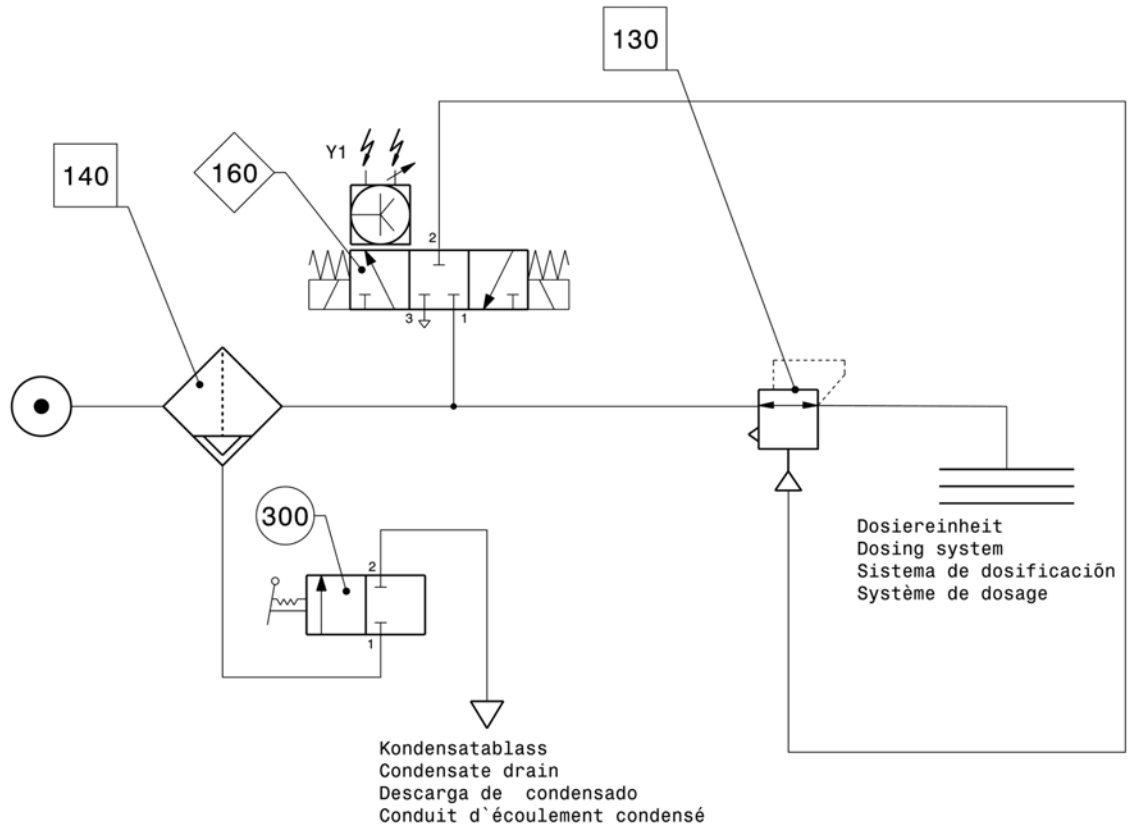 130
140
Y1
160
2
3
1
300
2
1
Dosiereinheit
Dosing system
Sistema de dosificaciōn
Système de dosage
Kondensatablass
Condensate drain
Descarga de condensado
Conduit d`écoulement condensé